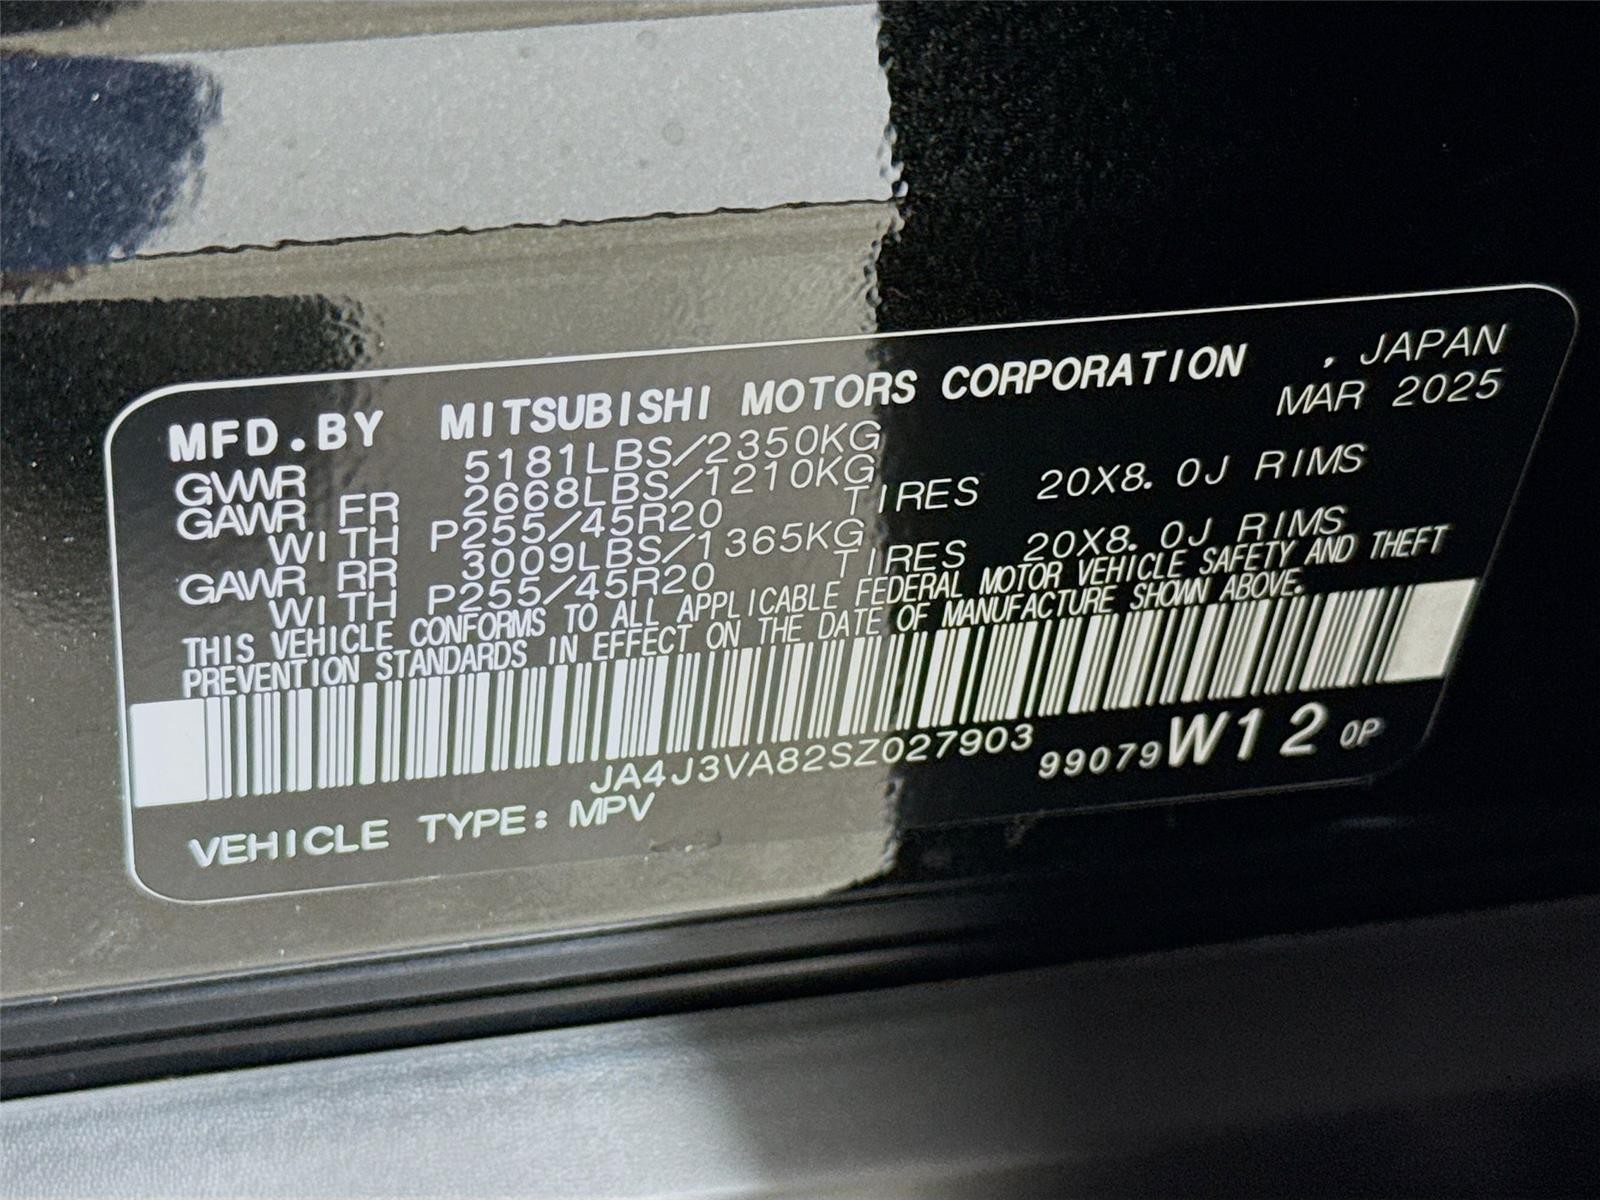 MFD.BY MITSUBISHI MOTORS CORPORATION , JAPAN
MAR 2025
GVWR 5181LBS/2350KG
GAWR FR 2668LBS/1210KG
WITH P255/45R20 TIRES 20X8.0J RIMS
GAWR RR 3009LBS/1365KG
WITH P255/45R20 TIRES 20X8.0J RIMS
THIS VEHICLE CONFORMS TO ALL APPLICABLE FEDERAL MOTOR VEHICLE SAFETY AND THEFT
PREVENTION STANDARDS IN EFFECT ON THE DATE OF MANUFACTURE SHOWN ABOVE.
JA4J3VA82SZ027903
99079W120P
VEHICLE TYPE: MPV